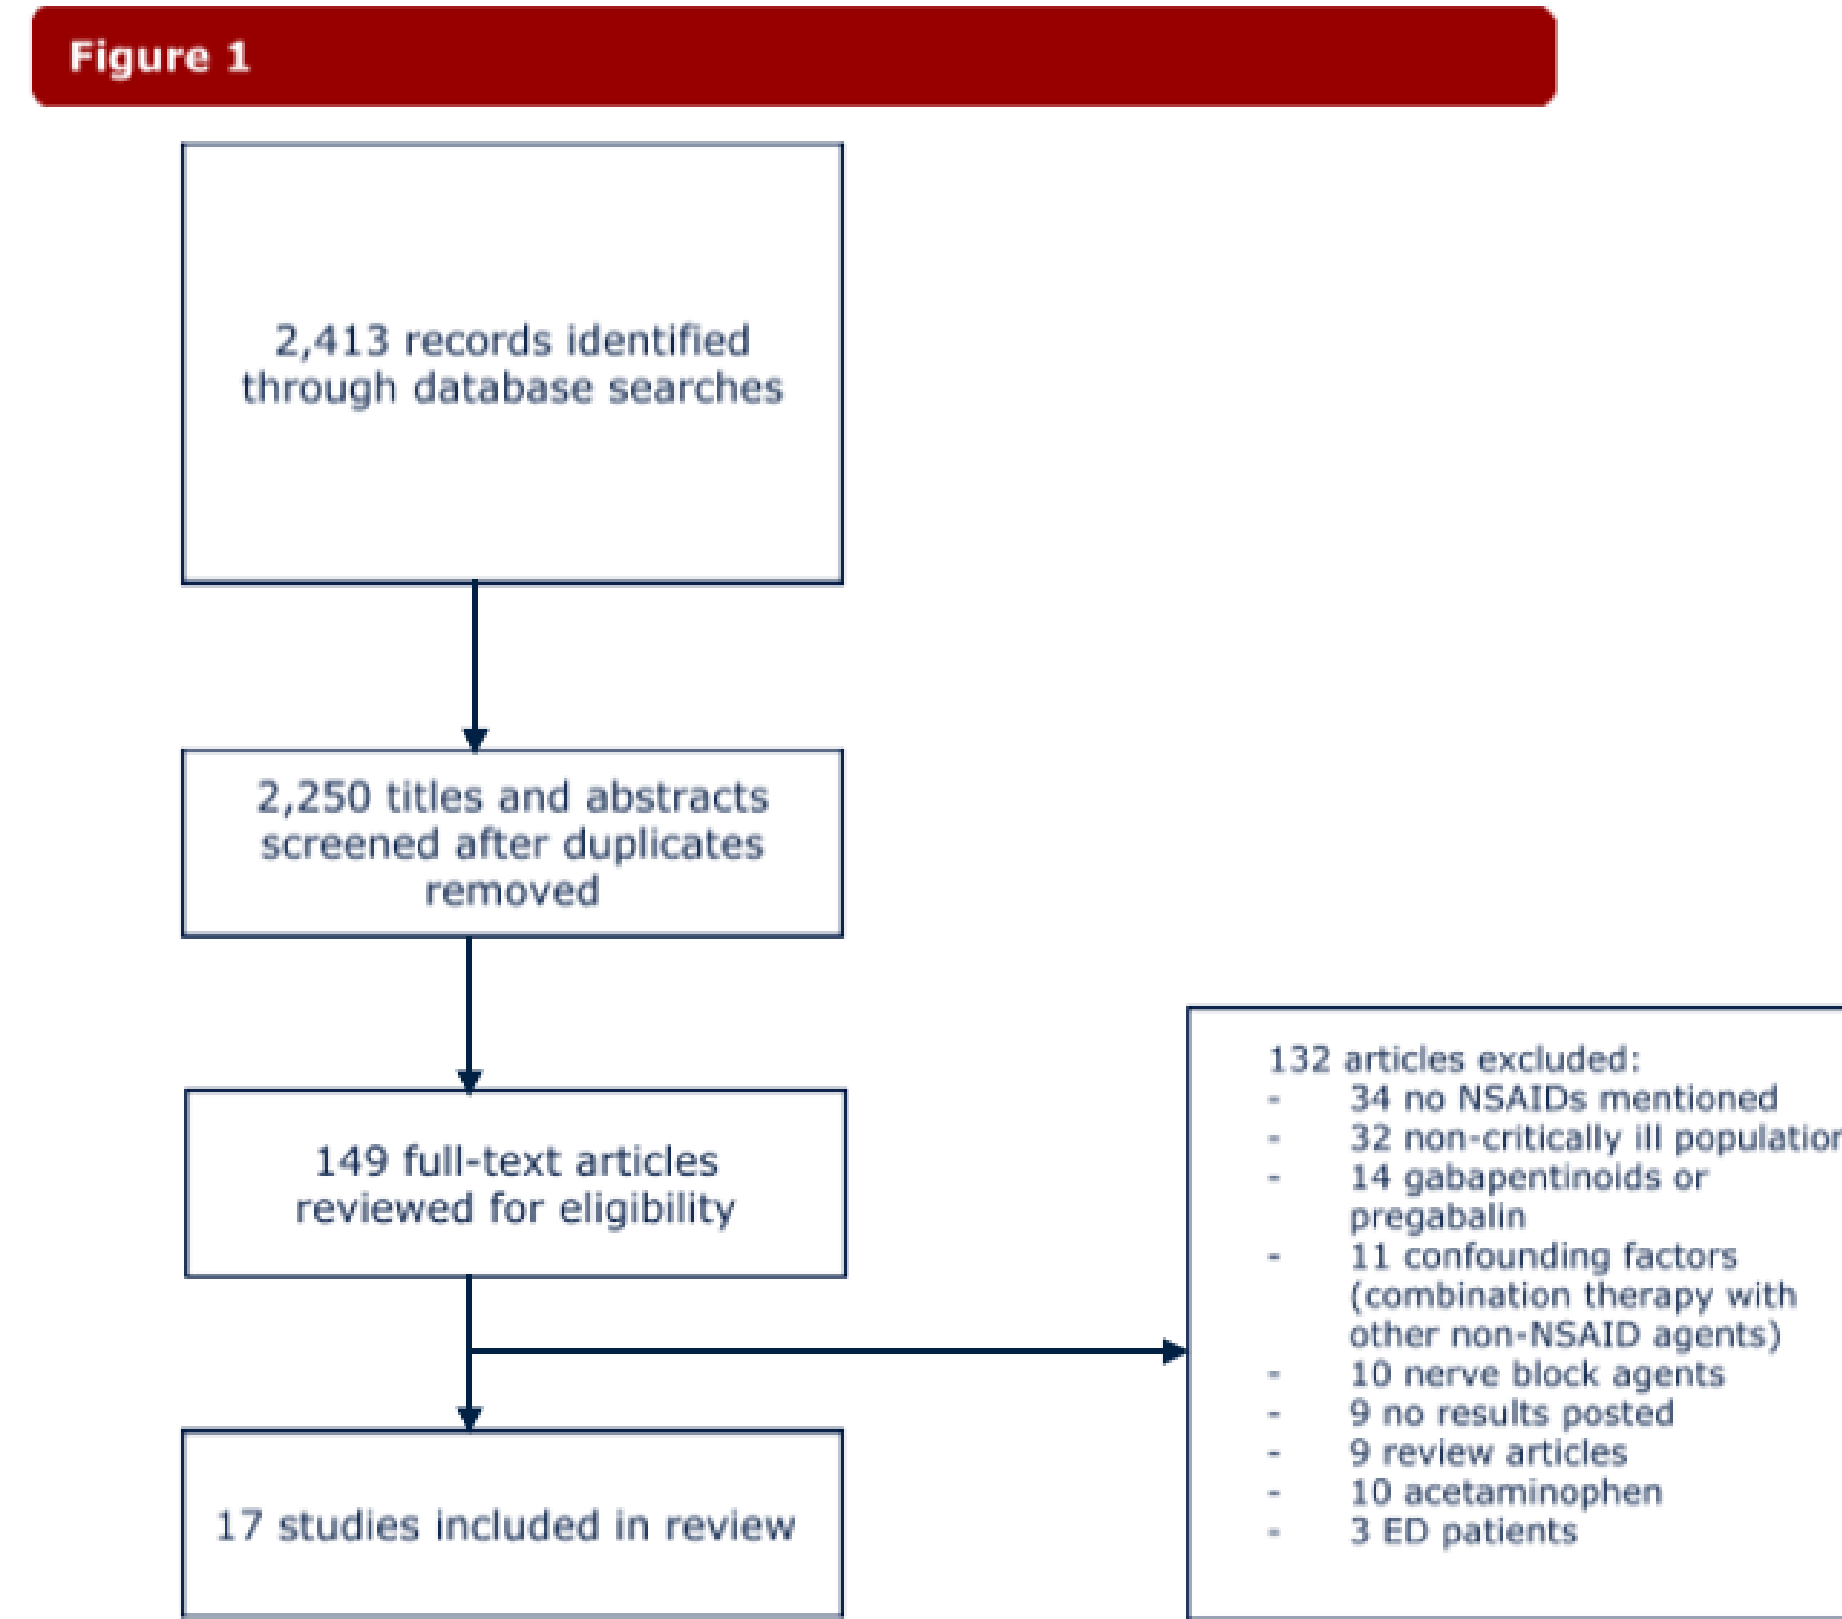 Figure 1
2,413 records identified
through database searches
2,250 titles and abstracts
screened after duplicates
removed
149 full-text articles
reviewed for eligibility
132 articles excluded:
- 34 no NSAIDs mentioned
- 32 non-critically ill population
- 14 gabapentinoids or
pregabalin
- 11 confounding factors
(combination therapy with
other non-NSAID agents)
- 10 nerve block agents
- 9 no results posted
- 9 review articles
- 10 acetaminophen
- 3 ED patients
17 studies included in review